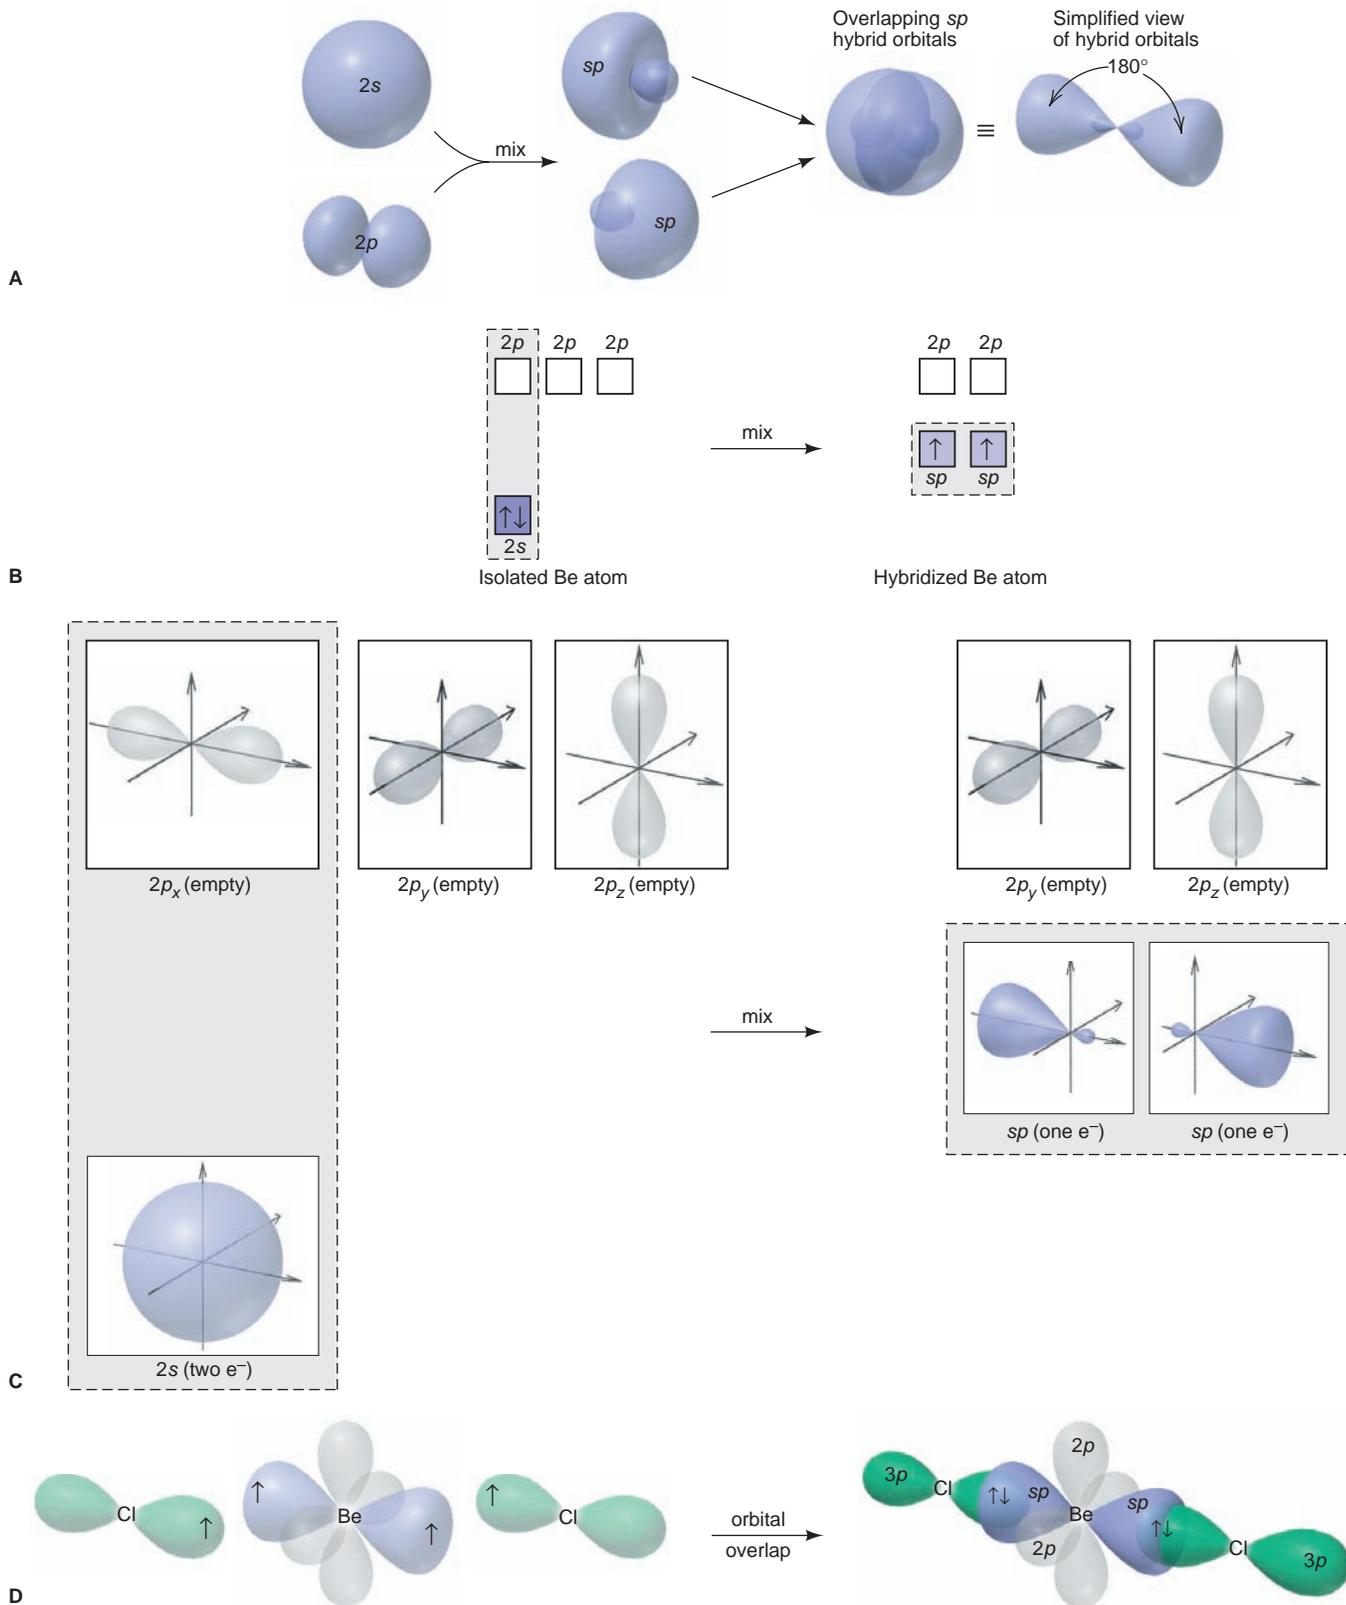 Overlapping sp
hybrid orbitals
Simplified view
of hybrid orbitals
180°
2s
sp
mix
≡
2p
sp
A
2p 2p 2p
2p 2p
mix
↑ ↑
sp sp
↑↓
2s
B
Isolated Be atom
Hybridized Be atom
2px (empty)
2py (empty)
2pz (empty)
2py (empty)
2pz (empty)
mix
sp (one e–)
sp (one e–)
2s (two e–)
C
Cl ↑
↑ Be ↑
↑ Cl
orbital
overlap
3p Cl ↑↓ sp Be 2p sp
2p ↑↓ Cl 3p
D